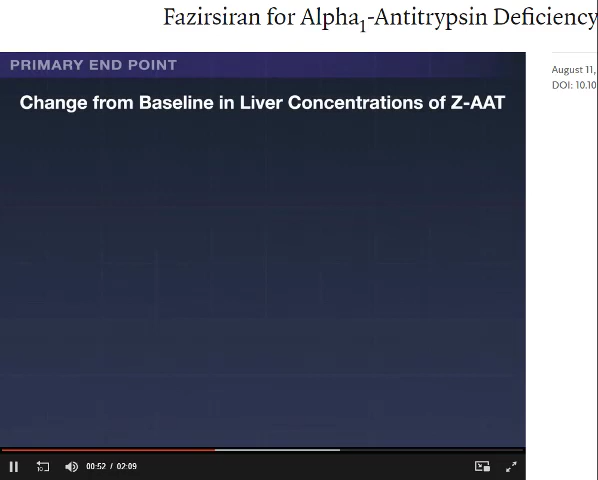 Fazirsiran for Alpha₁-Antitrypsin Deficiency
PRIMARY END POINT
August 11,
DOI: 10.10
Change from Baseline in Liver Concentrations of Z-AAT
10
00:52 / 02:09